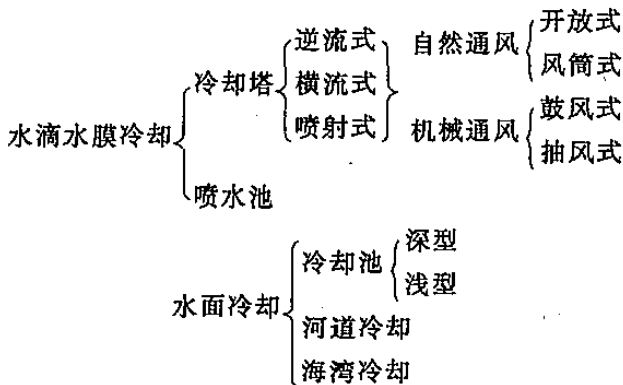 水滴水膜冷却
冷却塔
逆流式
横流式
喷射式
自然通风
开放式
风筒式
机械通风
鼓风式
抽风式
喷水池
水面冷却
冷却池
深型
浅型
河道冷却
海湾冷却